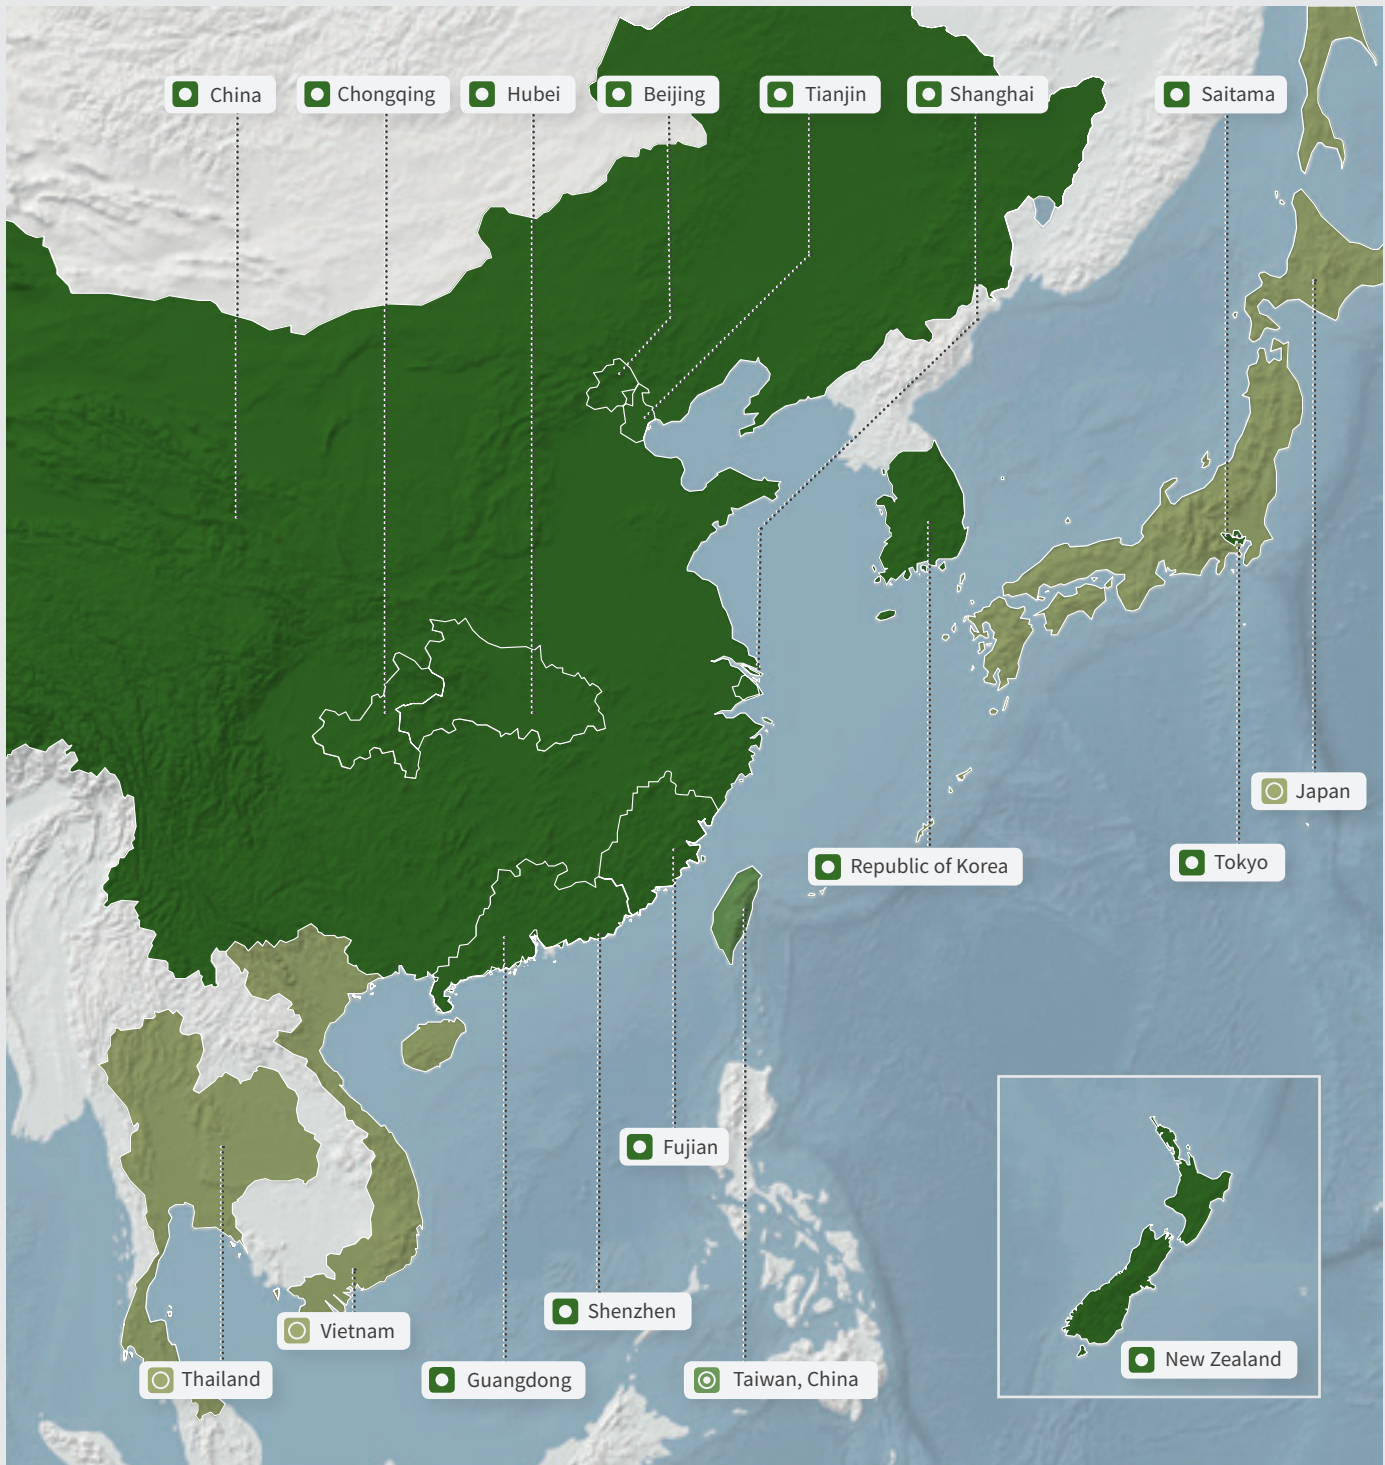 China
Chongqing
Hubei
Beijing
Tianjin
Shanghai
Saitama
Japan
Republic of Korea
Tokyo
Fujian
Shenzhen
Vietnam
Thailand
Guangdong
Taiwan, China
New Zealand